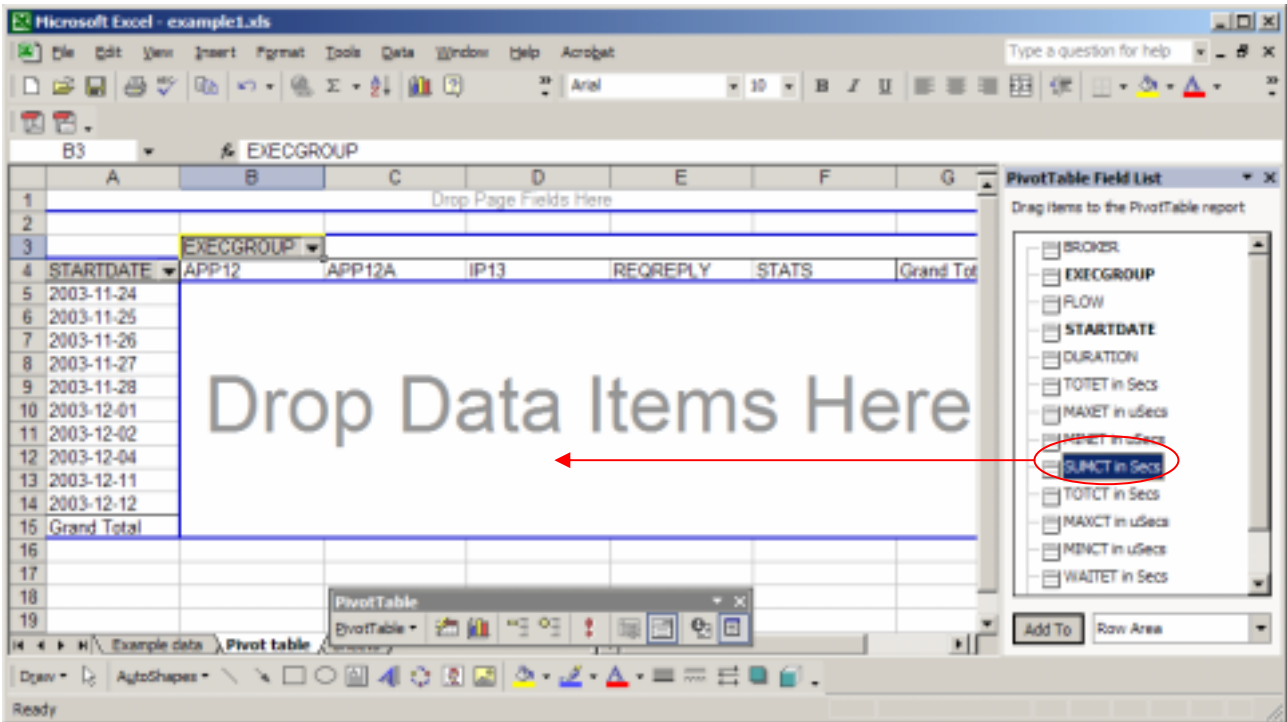 Microsoft Excel - example1.xls
File Edit View Insert Format Tools Data Window Help Acrobat Type a question for help
Arial 10 B I U
B3 fx EXECGROUP
A B C D E F G
1 Drop Page Fields Here
2
3 EXECGROUP
4 STARTDATE APP12 APP12A IP13 REQREPLY STATS Grand Tot
5 2003-11-24
6 2003-11-25
7 2003-11-26
8 2003-11-27
9 2003-11-28
10 2003-12-01
11 2003-12-02
12 2003-12-04
13 2003-12-11
14 2003-12-12
15 Grand Total
16
17
18
19
Drop Data Items Here
PivotTable Field List
Drag items to the PivotTable report
BROKER
EXECGROUP
FLOW
STARTDATE
DURATION
TOTET in Secs
MAXET in uSecs
MINET in uSecs
SUMCT in Secs
TOTCT in Secs
MAXCT in uSecs
MINCT in uSecs
WAITET in Secs
Add To Row Area
PivotTable
PivotTable
Example data Pivot table
Draw AutoShapes
Ready